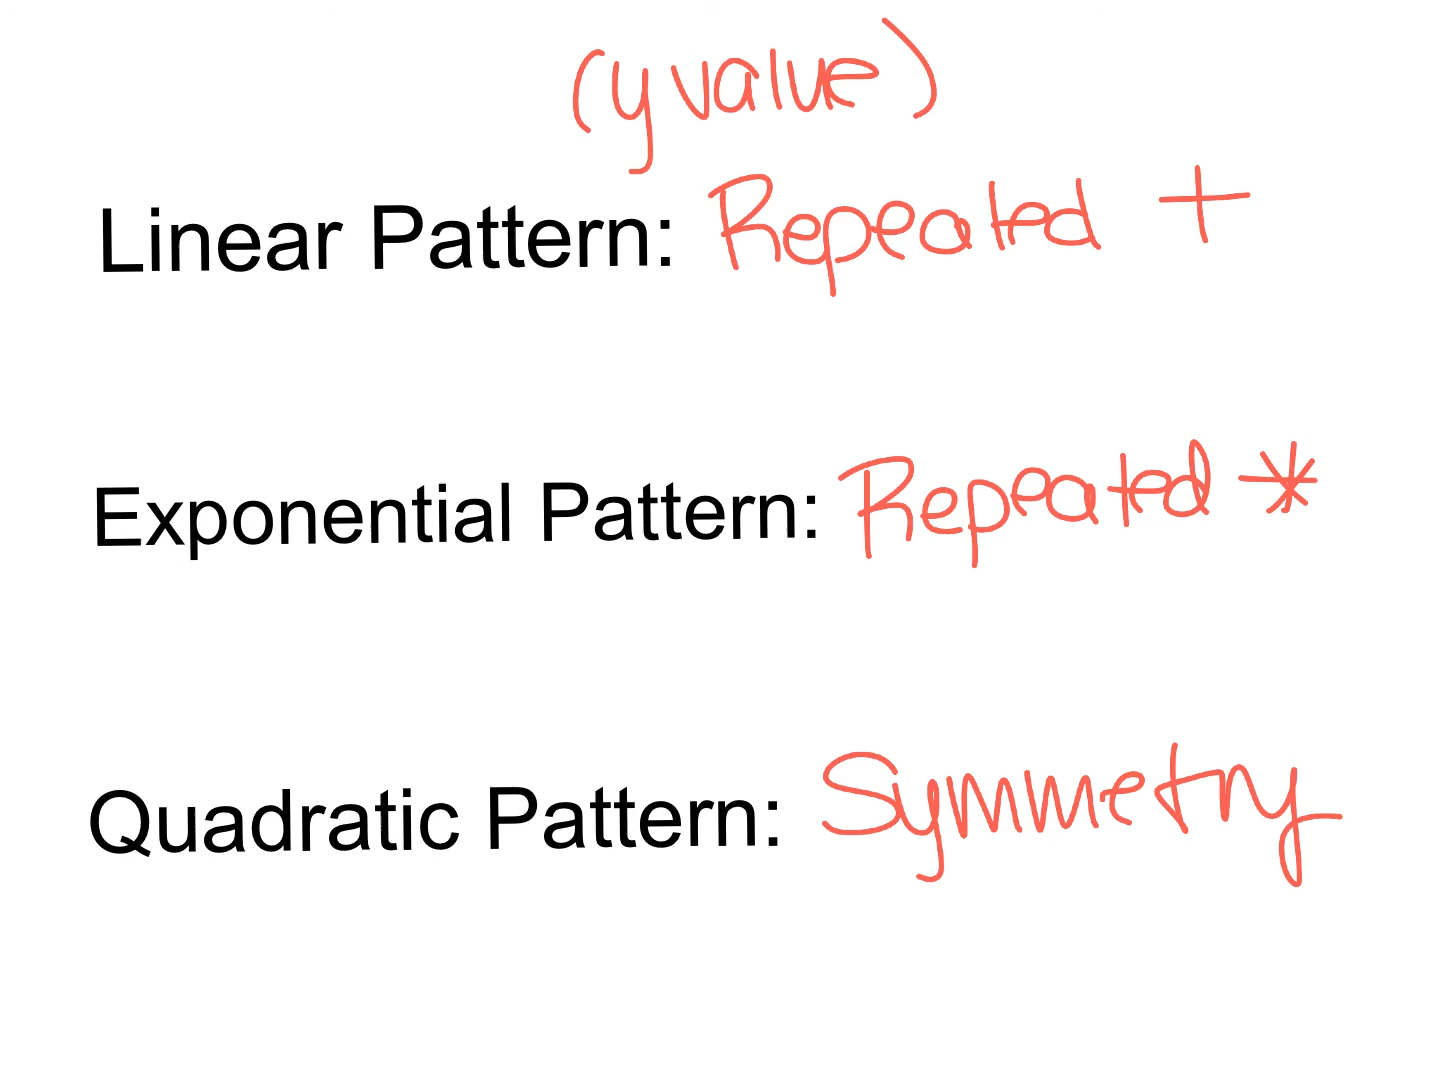 (y value)
Linear Pattern: Repeated +
Exponential Pattern: Repeated *
Quadratic Pattern: Symmetry